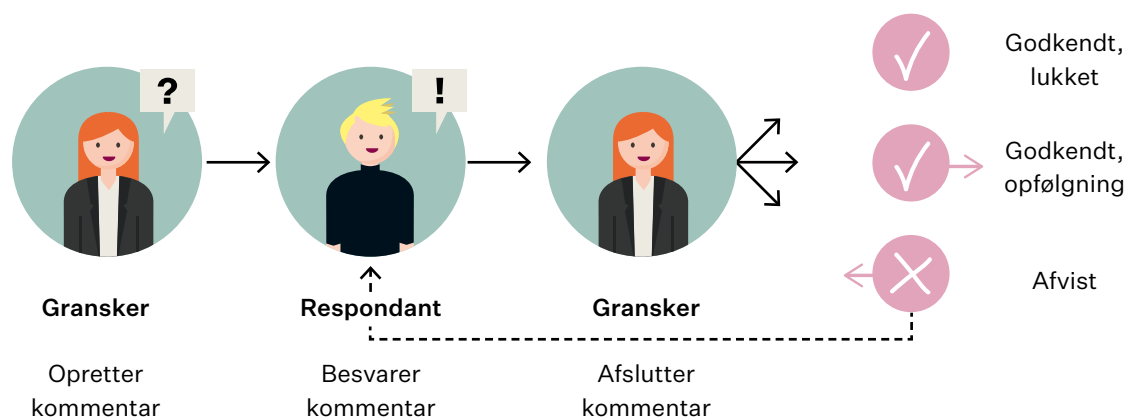 ?
!
Godkendt,
lukket
Godkendt,
opfølgning
Afvist
Gransker
Respondant
Gransker
Opretter
kommentar
Besvarer
kommentar
Afslutter
kommentar